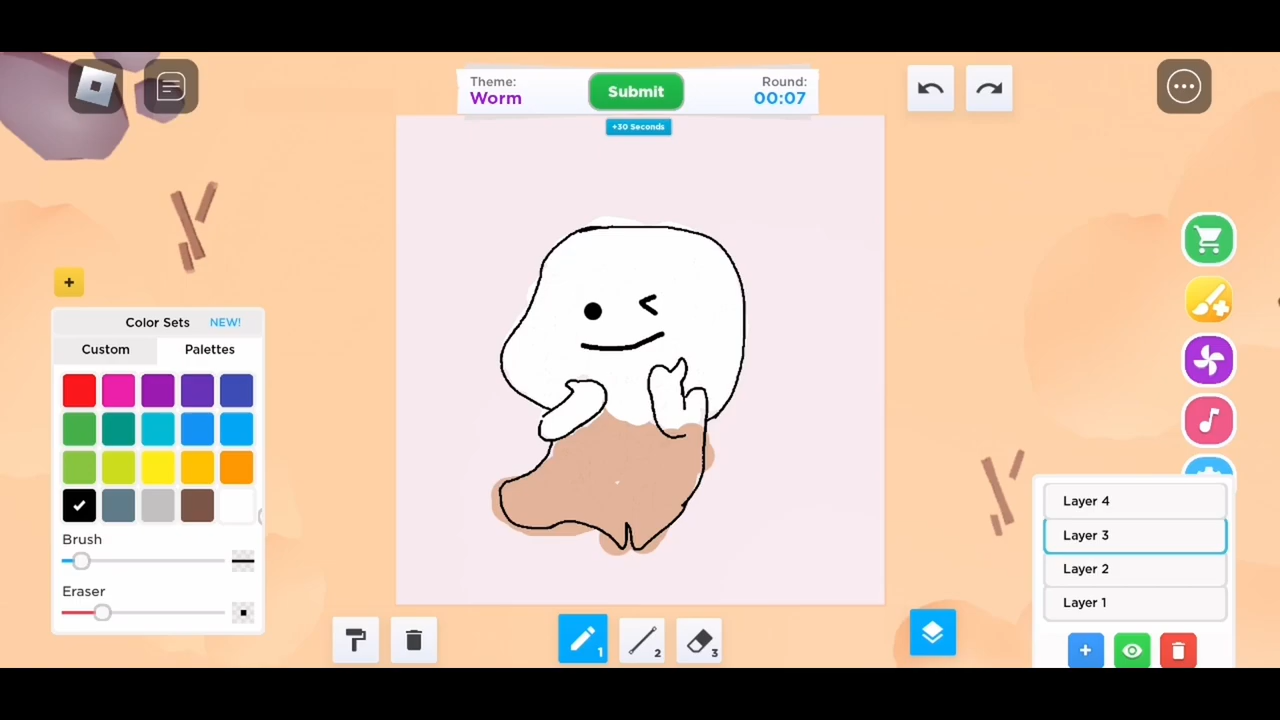 Theme:
Worm
Submit
Round:
00:07
+30 Seconds
+
Color Sets NEW!
Custom Palettes
Brush
Eraser
1
2
3
Layer 4
Layer 3
Layer 2
Layer 1
+